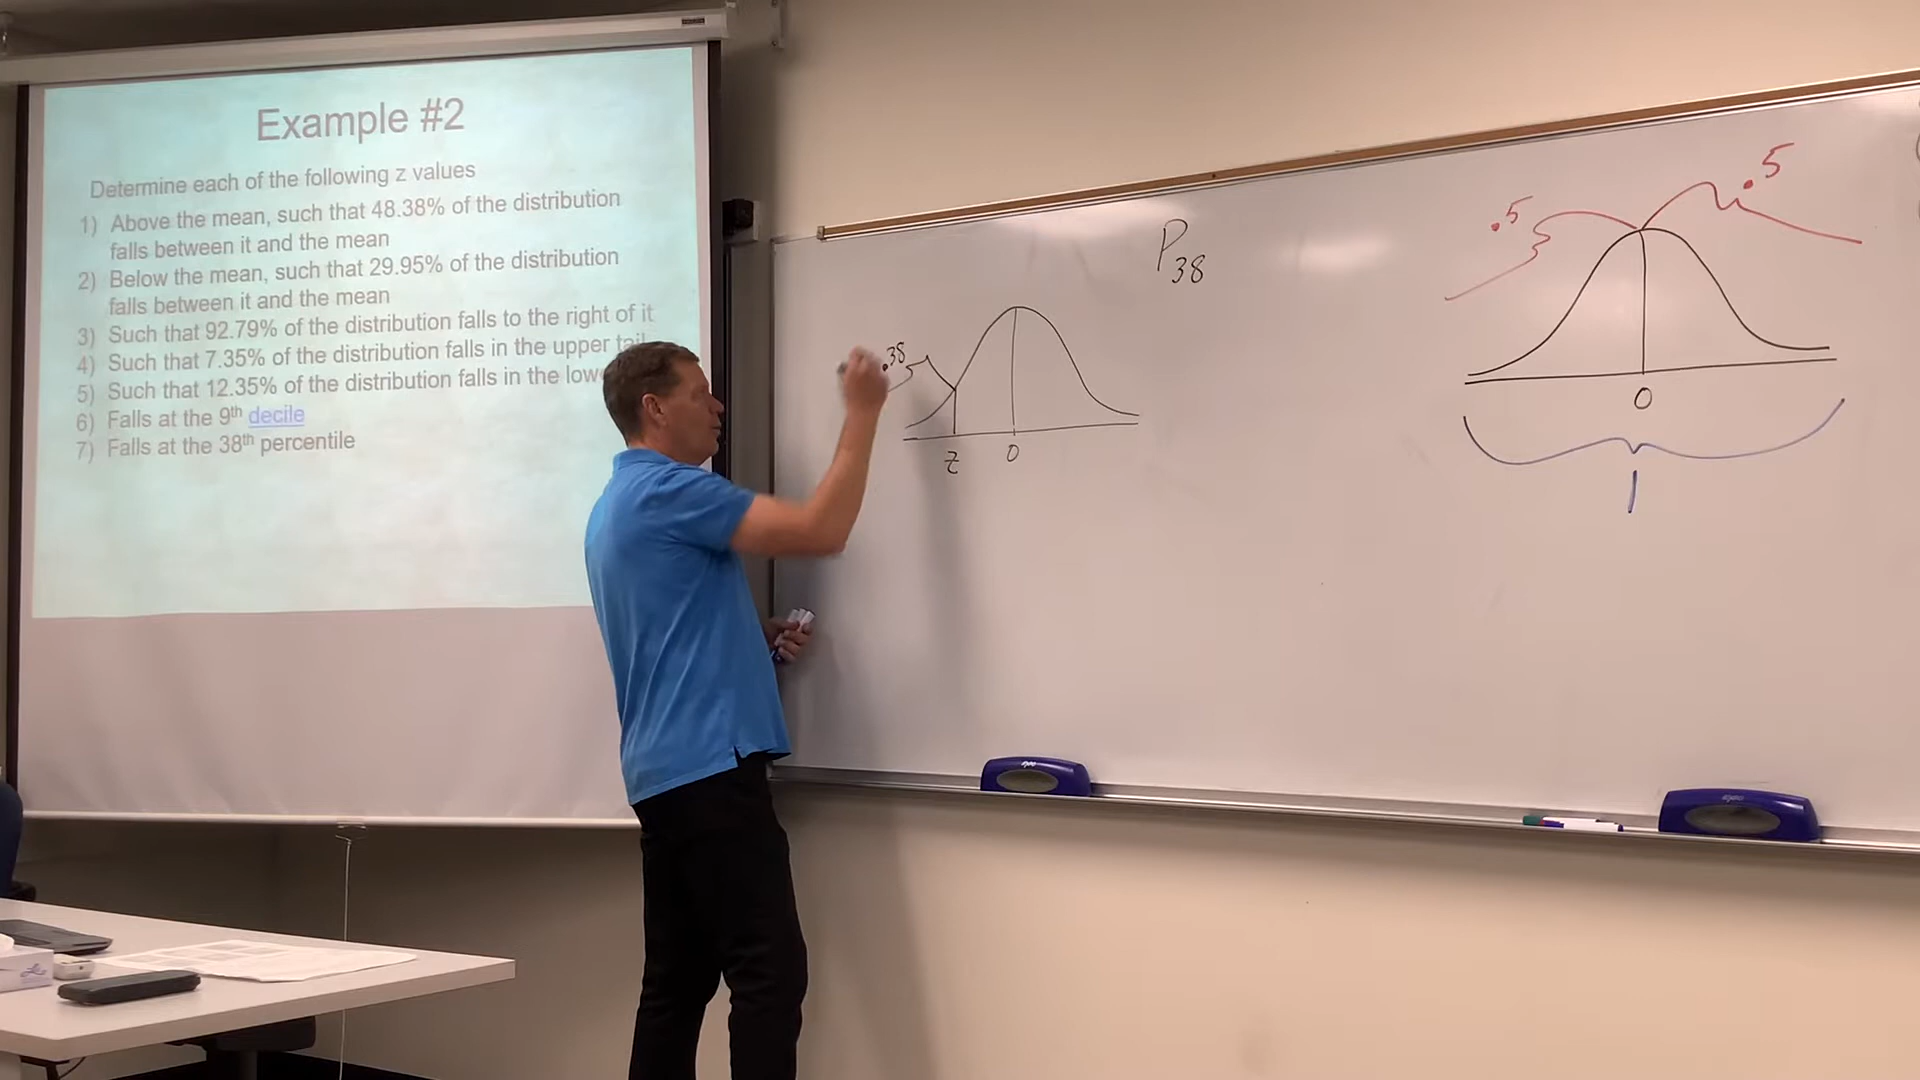 Example #2
Determine each of the following z values
1) Above the mean, such that 48.38% of the distribution
falls between it and the mean
2) Below the mean, such that 29.95% of the distribution
falls between it and the mean
3) Such that 92.79% of the distribution falls to the right of it
4) Such that 7.35% of the distribution falls in the upper tail
5) Such that 12.35% of the distribution falls in the
6) Falls at the 9th decile
7) Falls at the 38th percentile
P38
.38
z 0
.5 .5
0
1
expo
expo